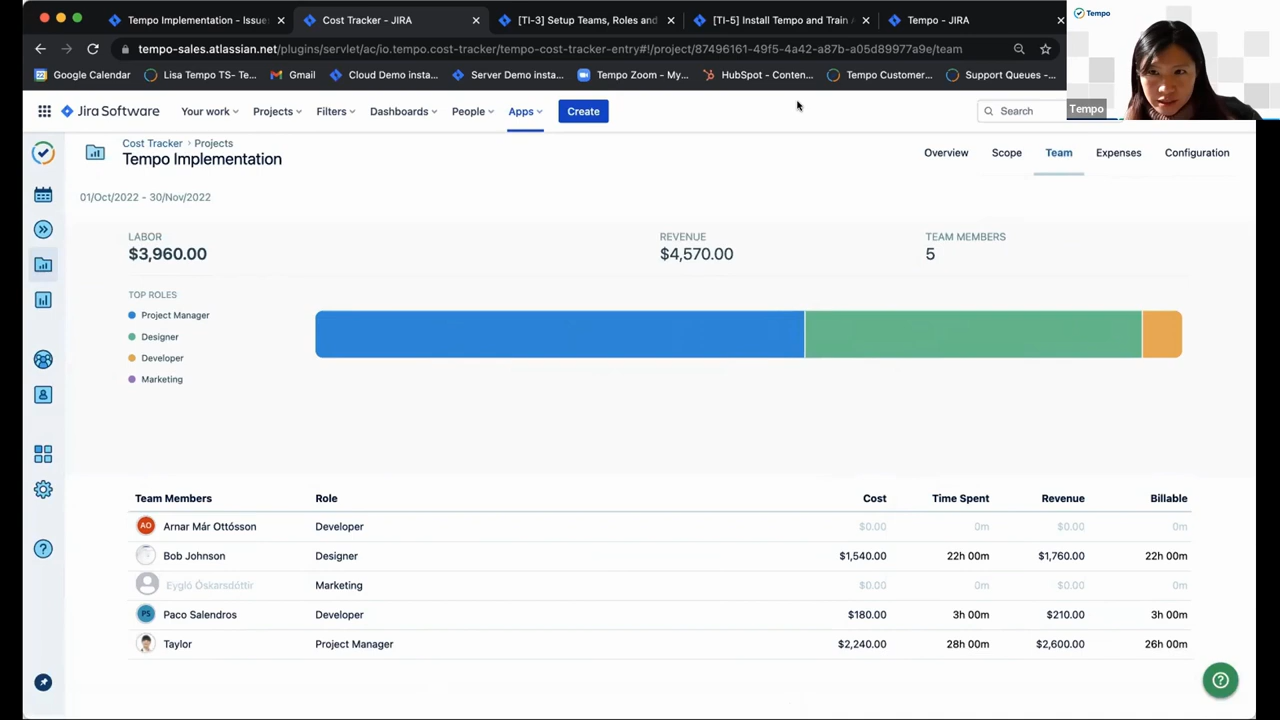 Tempo Implementation - Issue
Cost Tracker - JIRA
[TI-3] Setup Teams, Roles and
[TI-5] Install Tempo and Train
Tempo - JIRA
Tempo
tempo-sales.atlassian.net/plugins/servlet/ac/io.tempo.cost-tracker/tempo-cost-tracker-entry#!/project/87496161-49f5-4a42-a87b-a05d89977a9e/team
Google Calendar
Lisa Tempo TS- Te...
Gmail
Cloud Demo insta...
Server Demo insta...
Tempo Zoom - My...
HubSpot - Conten...
Tempo Customer...
Support Queues -...
Tempo
Jira Software
Your work
Projects
Filters
Dashboards
People
Apps
Create
Search
Cost Tracker › Projects
Tempo Implementation
Overview
Scope
Team
Expenses
Configuration
01/Oct/2022 - 30/Nov/2022
LABOR
$3,960.00
REVENUE
$4,570.00
TEAM MEMBERS
5
TOP ROLES
Project Manager
Designer
Developer
Marketing
Team Members Role Cost Time Spent Revenue Billable
AO Arnar Már Ottósson Developer $0.00 0m $0.00 0m
Bob Johnson Designer $1,540.00 22h 00m $1,760.00 22h 00m
Eygló Óskarsdóttir Marketing $0.00 0m $0.00 0m
PS Paco Salendros Developer $180.00 3h 00m $210.00 3h 00m
Taylor Project Manager $2,240.00 28h 00m $2,600.00 26h 00m